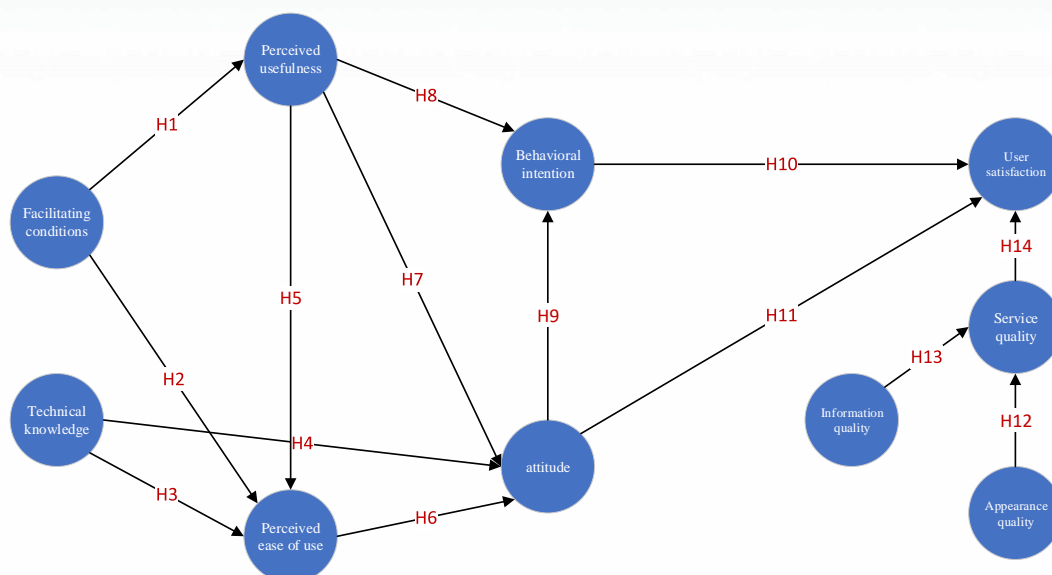 Perceived
usefulness
H8
H1
Behavioral
intention
H10
User
satisfaction
Facilitating
conditions
H14
H7
H5
H9
H11
Service
quality
H13
H2
Technical
knowledge
Information
quality
H12
H4
attitude
H3
H6
Appearance
quality
Perceived
ease of use